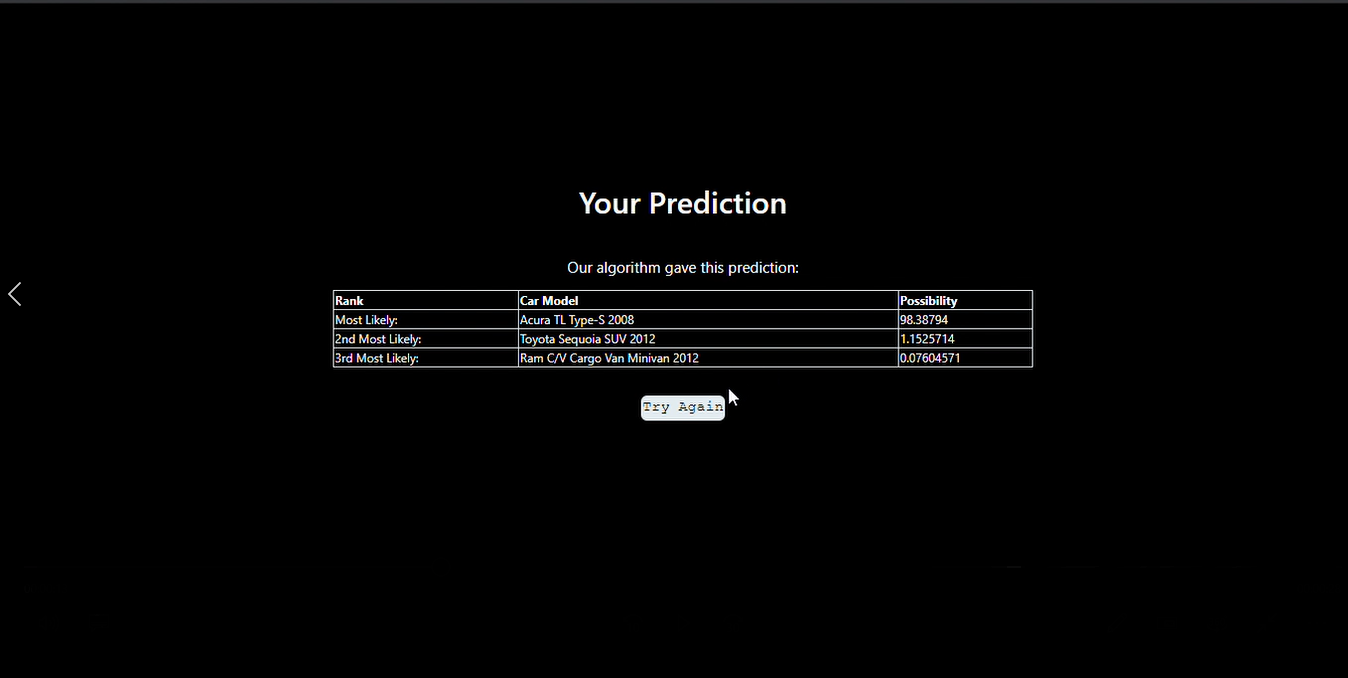 Your Prediction
Our algorithm gave this prediction:
Rank Car Model Possibility
Most Likely: Acura TL Type-S 2008 98.38794
2nd Most Likely: Toyota Sequoia SUV 2012 1.1525714
3rd Most Likely: Ram C/V Cargo Van Minivan 2012 0.07604571
Try Again